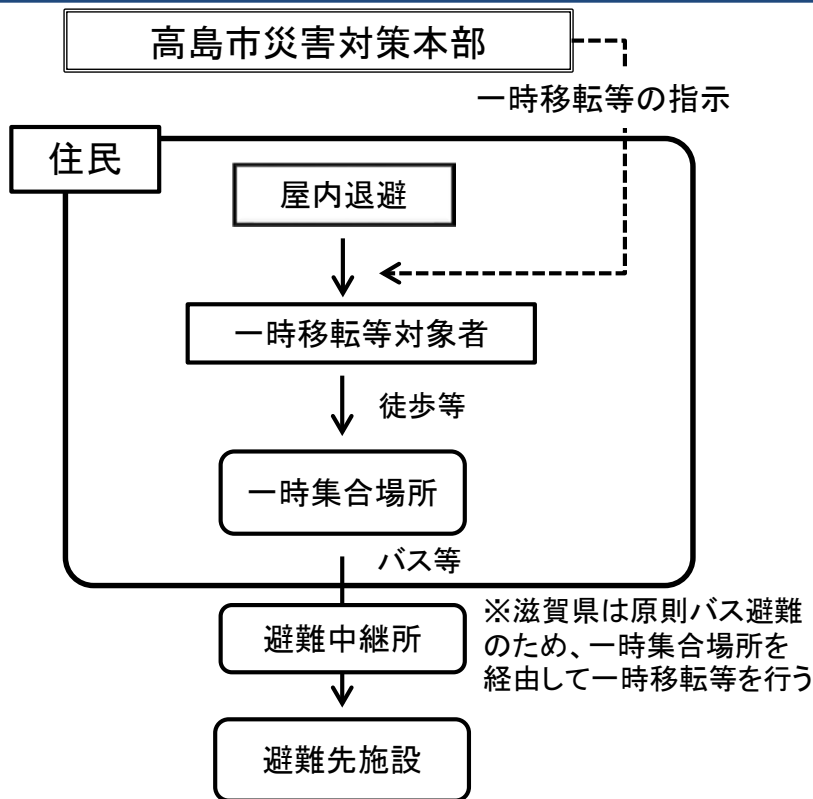 高島市災害対策本部
一時移転等の指示
住民
屋内退避
一時移転等対象者
徒歩等
一時集合場所
バス等
避難中継所
※滋賀県は原則バス避難
のため、一時集合場所を
経由して一時移転等を行う
避難先施設